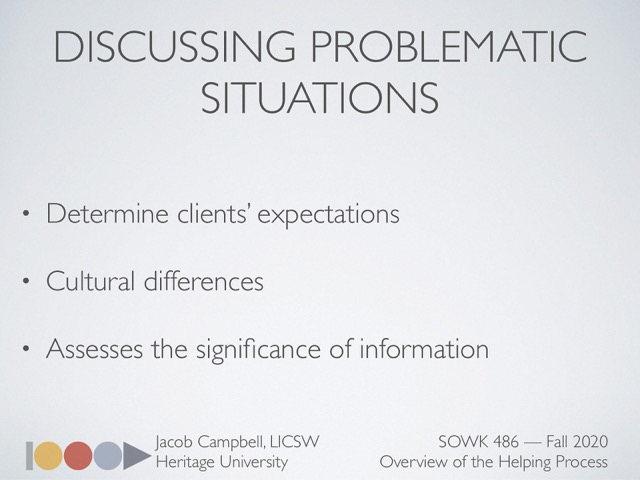 DISCUSSING PROBLEMATIC
SITUATIONS
• Determine clients’ expectations
• Cultural differences
• Assesses the significance of information
Jacob Campbell, LICSW
Heritage University
SOWK 486 — Fall 2020
Overview of the Helping Process